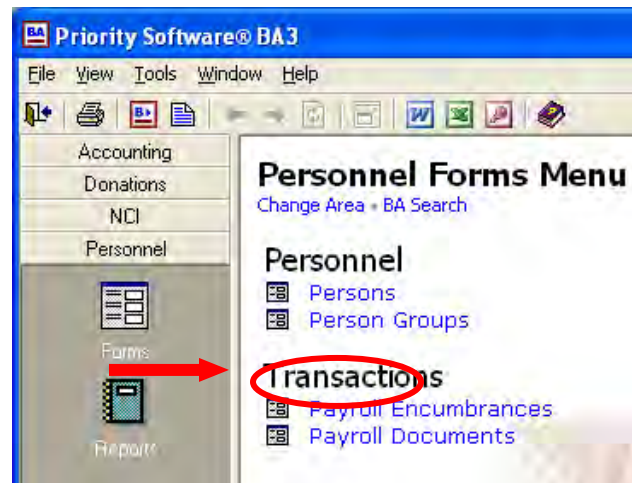 BA Priority Software® BA3
File View Tools Window Help
Accounting
Donations
NCI
Personnel
Forms
Reports
Personnel Forms Menu
Change Area - BA Search
Personnel
Persons
Person Groups
Transactions
Payroll Encumbrances
Payroll Documents